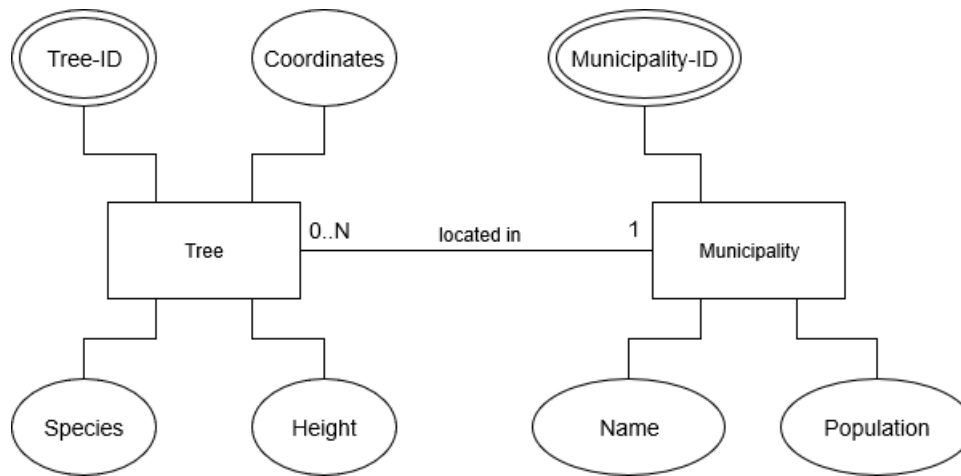 Tree-ID
Coordinates
Municipality-ID
0..N
located in
1
Tree
Municipality
Species
Height
Name
Population